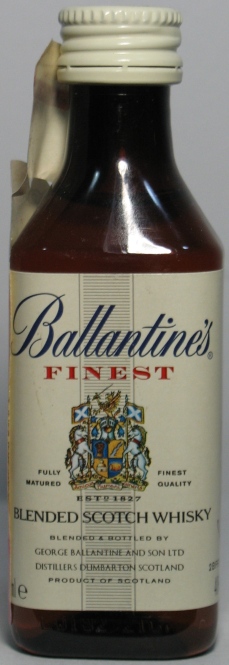 Ballantine's®
FINEST
FULLY MATURED
FINEST QUALITY
ESTD 1827
BLENDED SCOTCH WHISKY
BLENDED & BOTTLED BY
GEORGE BALLANTINE AND SON LTD
DISTILLERS DUMBARTON SCOTLAND
PRODUCT OF SCOTLAND